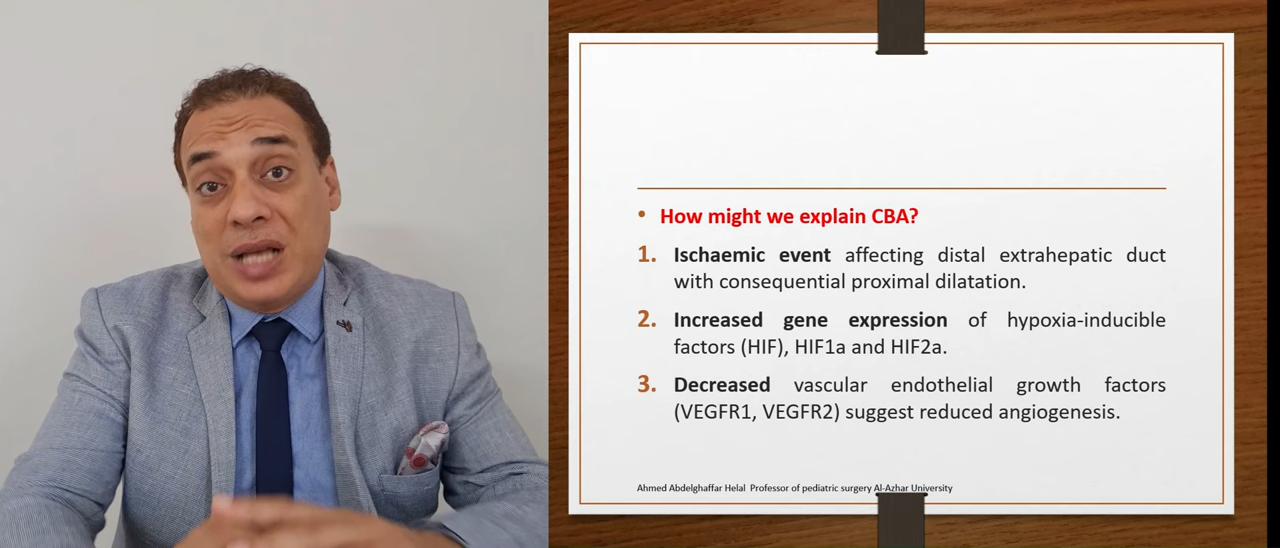 • How might we explain CBA?
1. Ischaemic event affecting distal extrahepatic duct
with consequential proximal dilatation.
2. Increased gene expression of hypoxia-inducible
factors (HIF), HIF1a and HIF2a.
3. Decreased vascular endothelial growth factors
(VEGFR1, VEGFR2) suggest reduced angiogenesis.
Ahmed Abdelghaffar Helal Professor of pediatric surgery Al-Azhar University